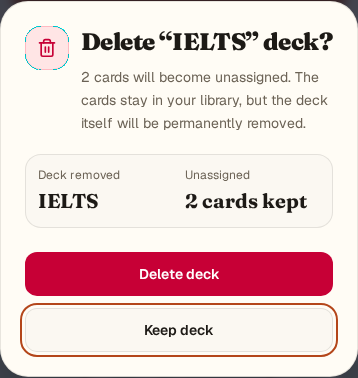 Delete “IELTS” deck?
2 cards will become unassigned. The
cards stay in your library, but the deck
itself will be permanently removed.
Deck removed
IELTS
Unassigned
2 cards kept
Delete deck
Keep deck